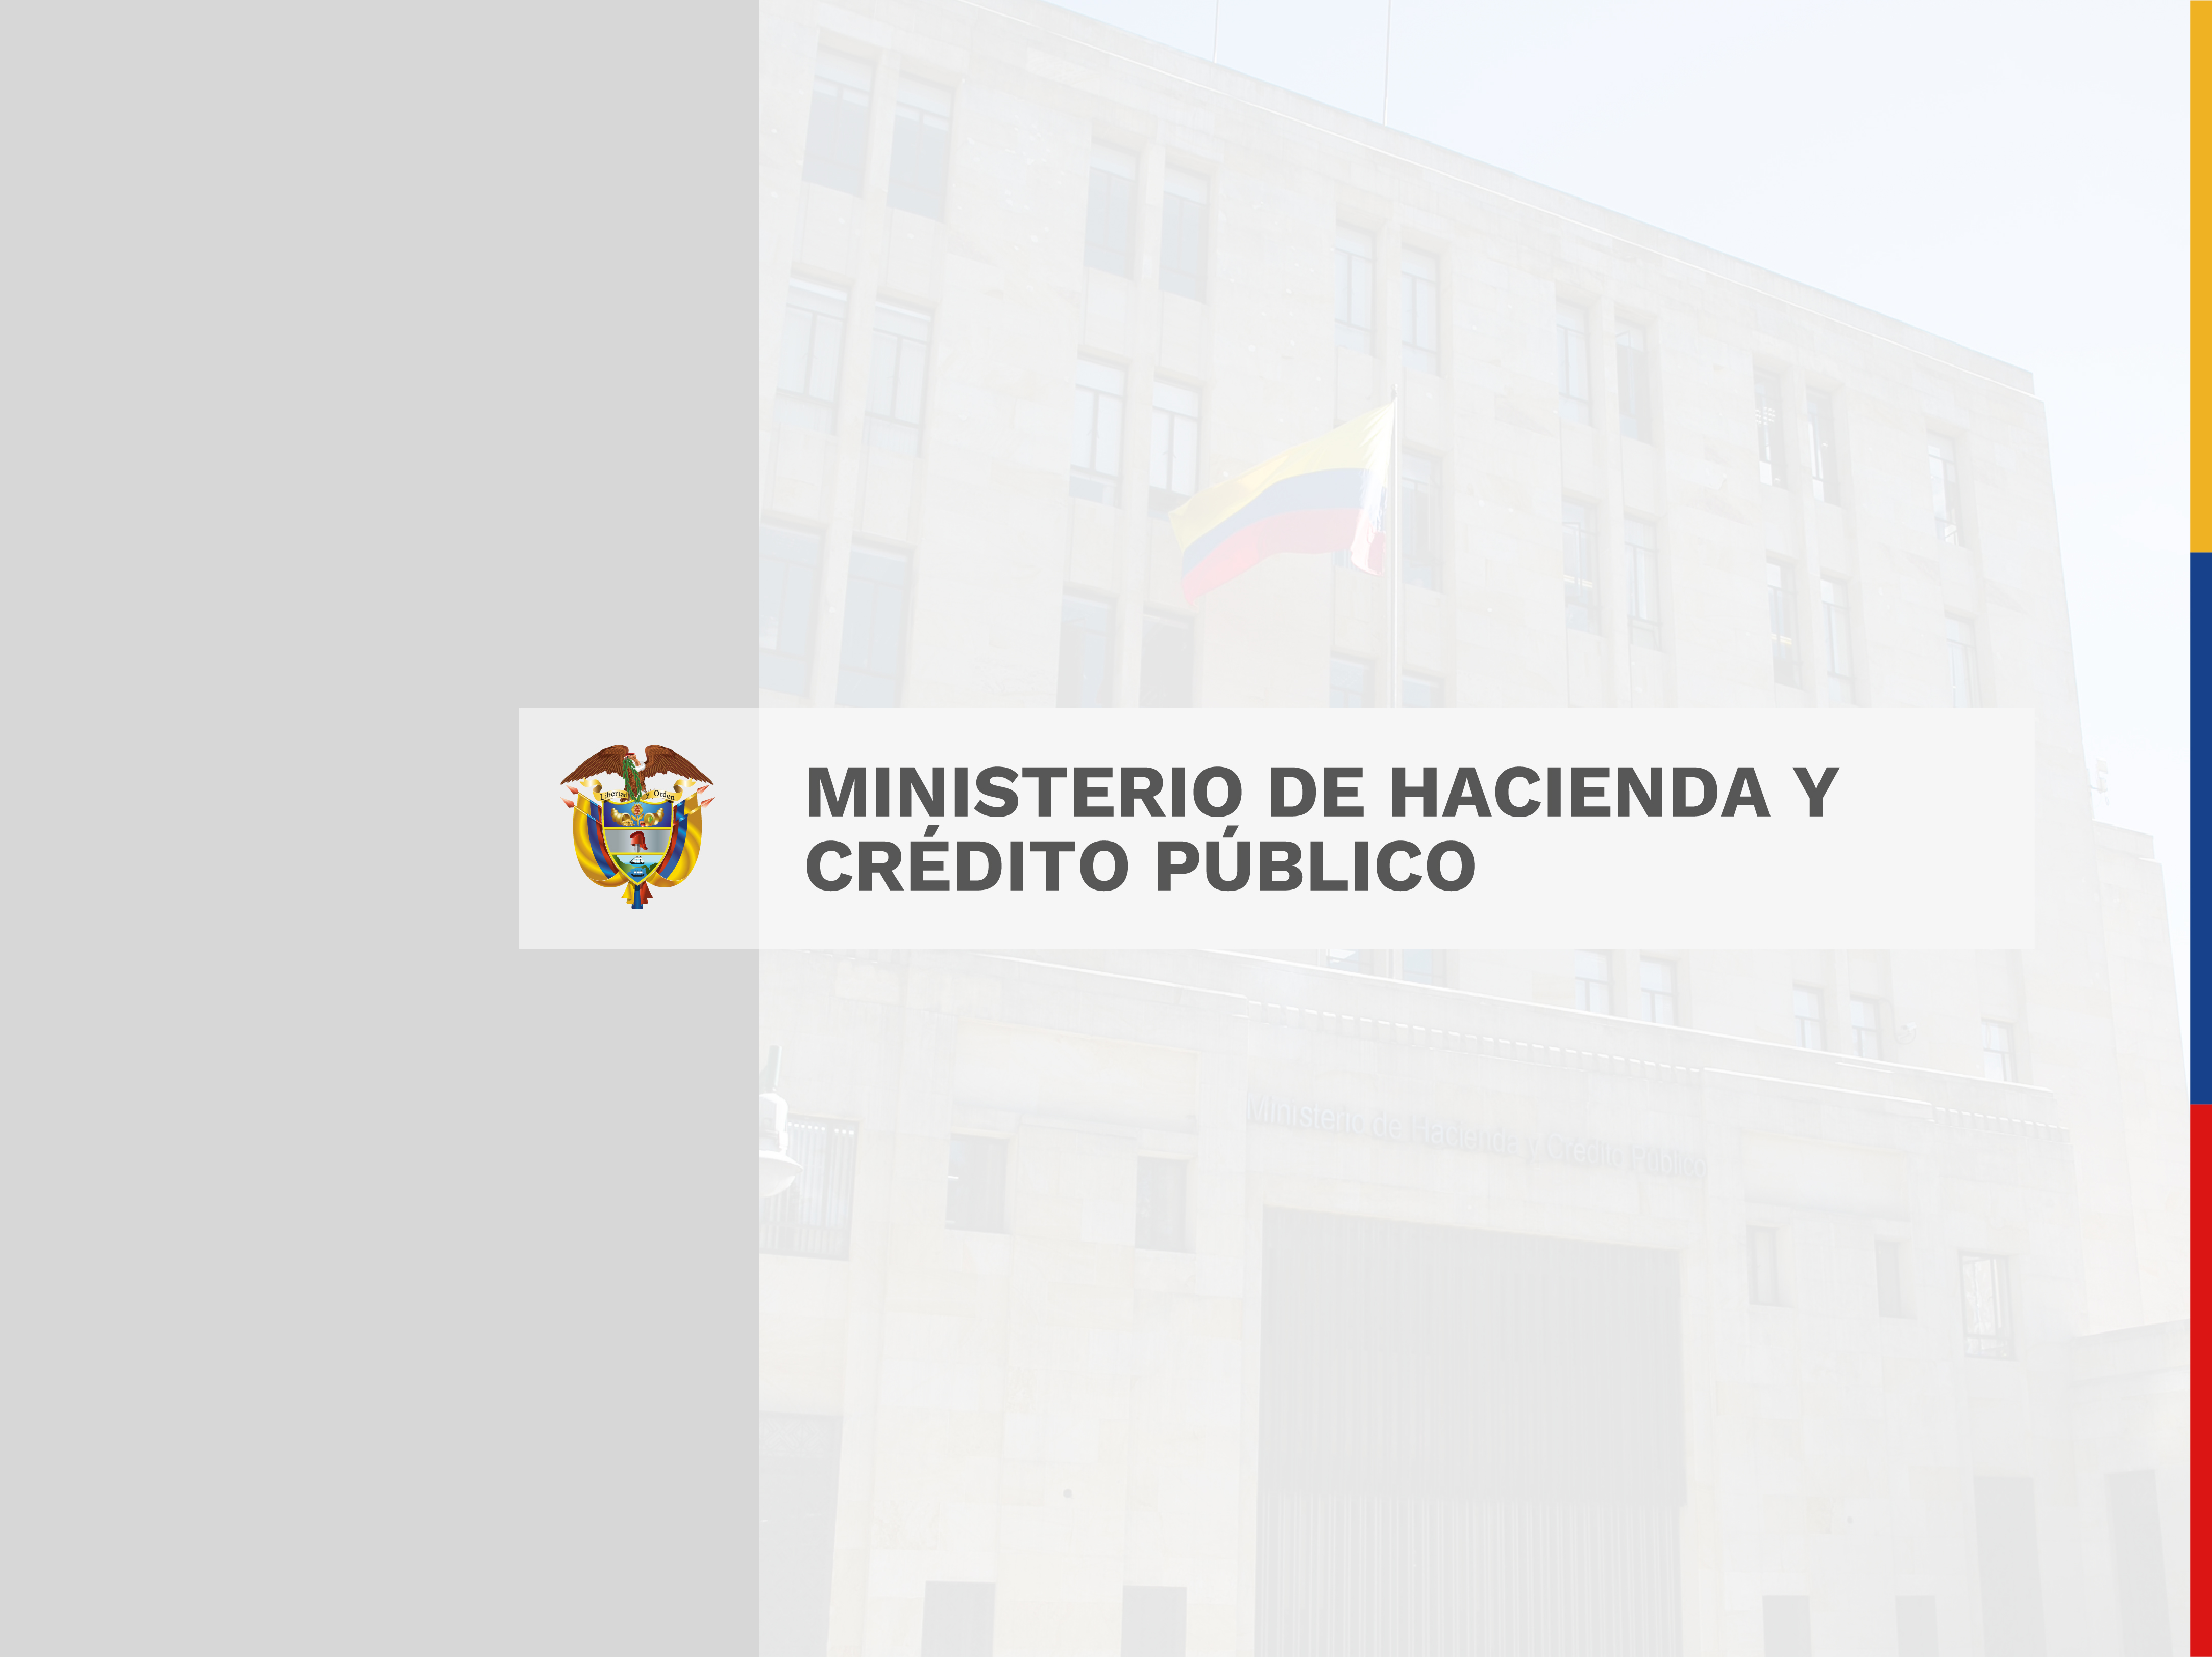 Libertad y Orden
MINISTERIO DE HACIENDA Y
CRÉDITO PÚBLICO
Ministerio de Hacienda y Crédito Público